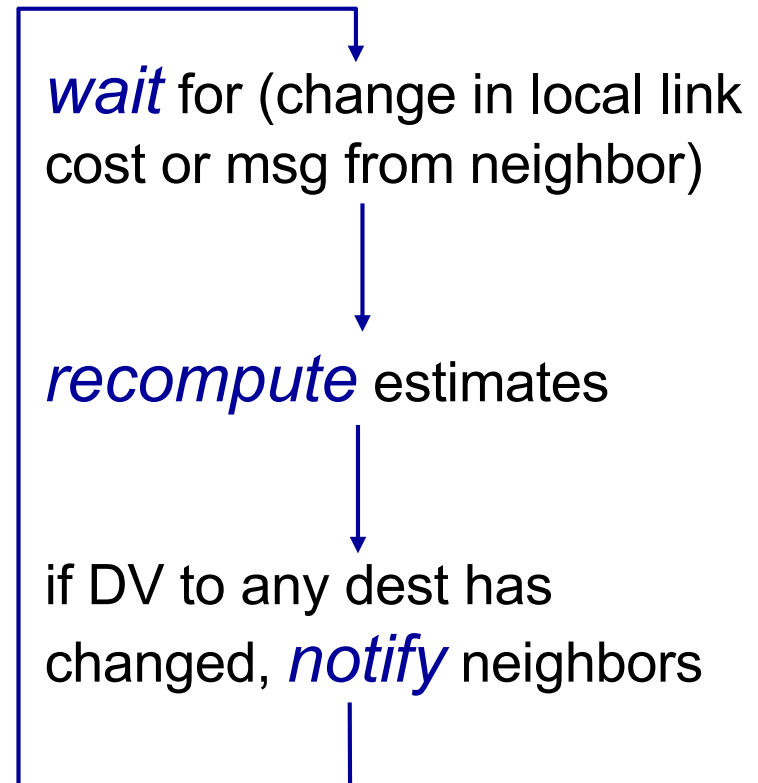 wait for (change in local link
cost or msg from neighbor)
recompute estimates
if DV to any dest has
changed, notify neighbors